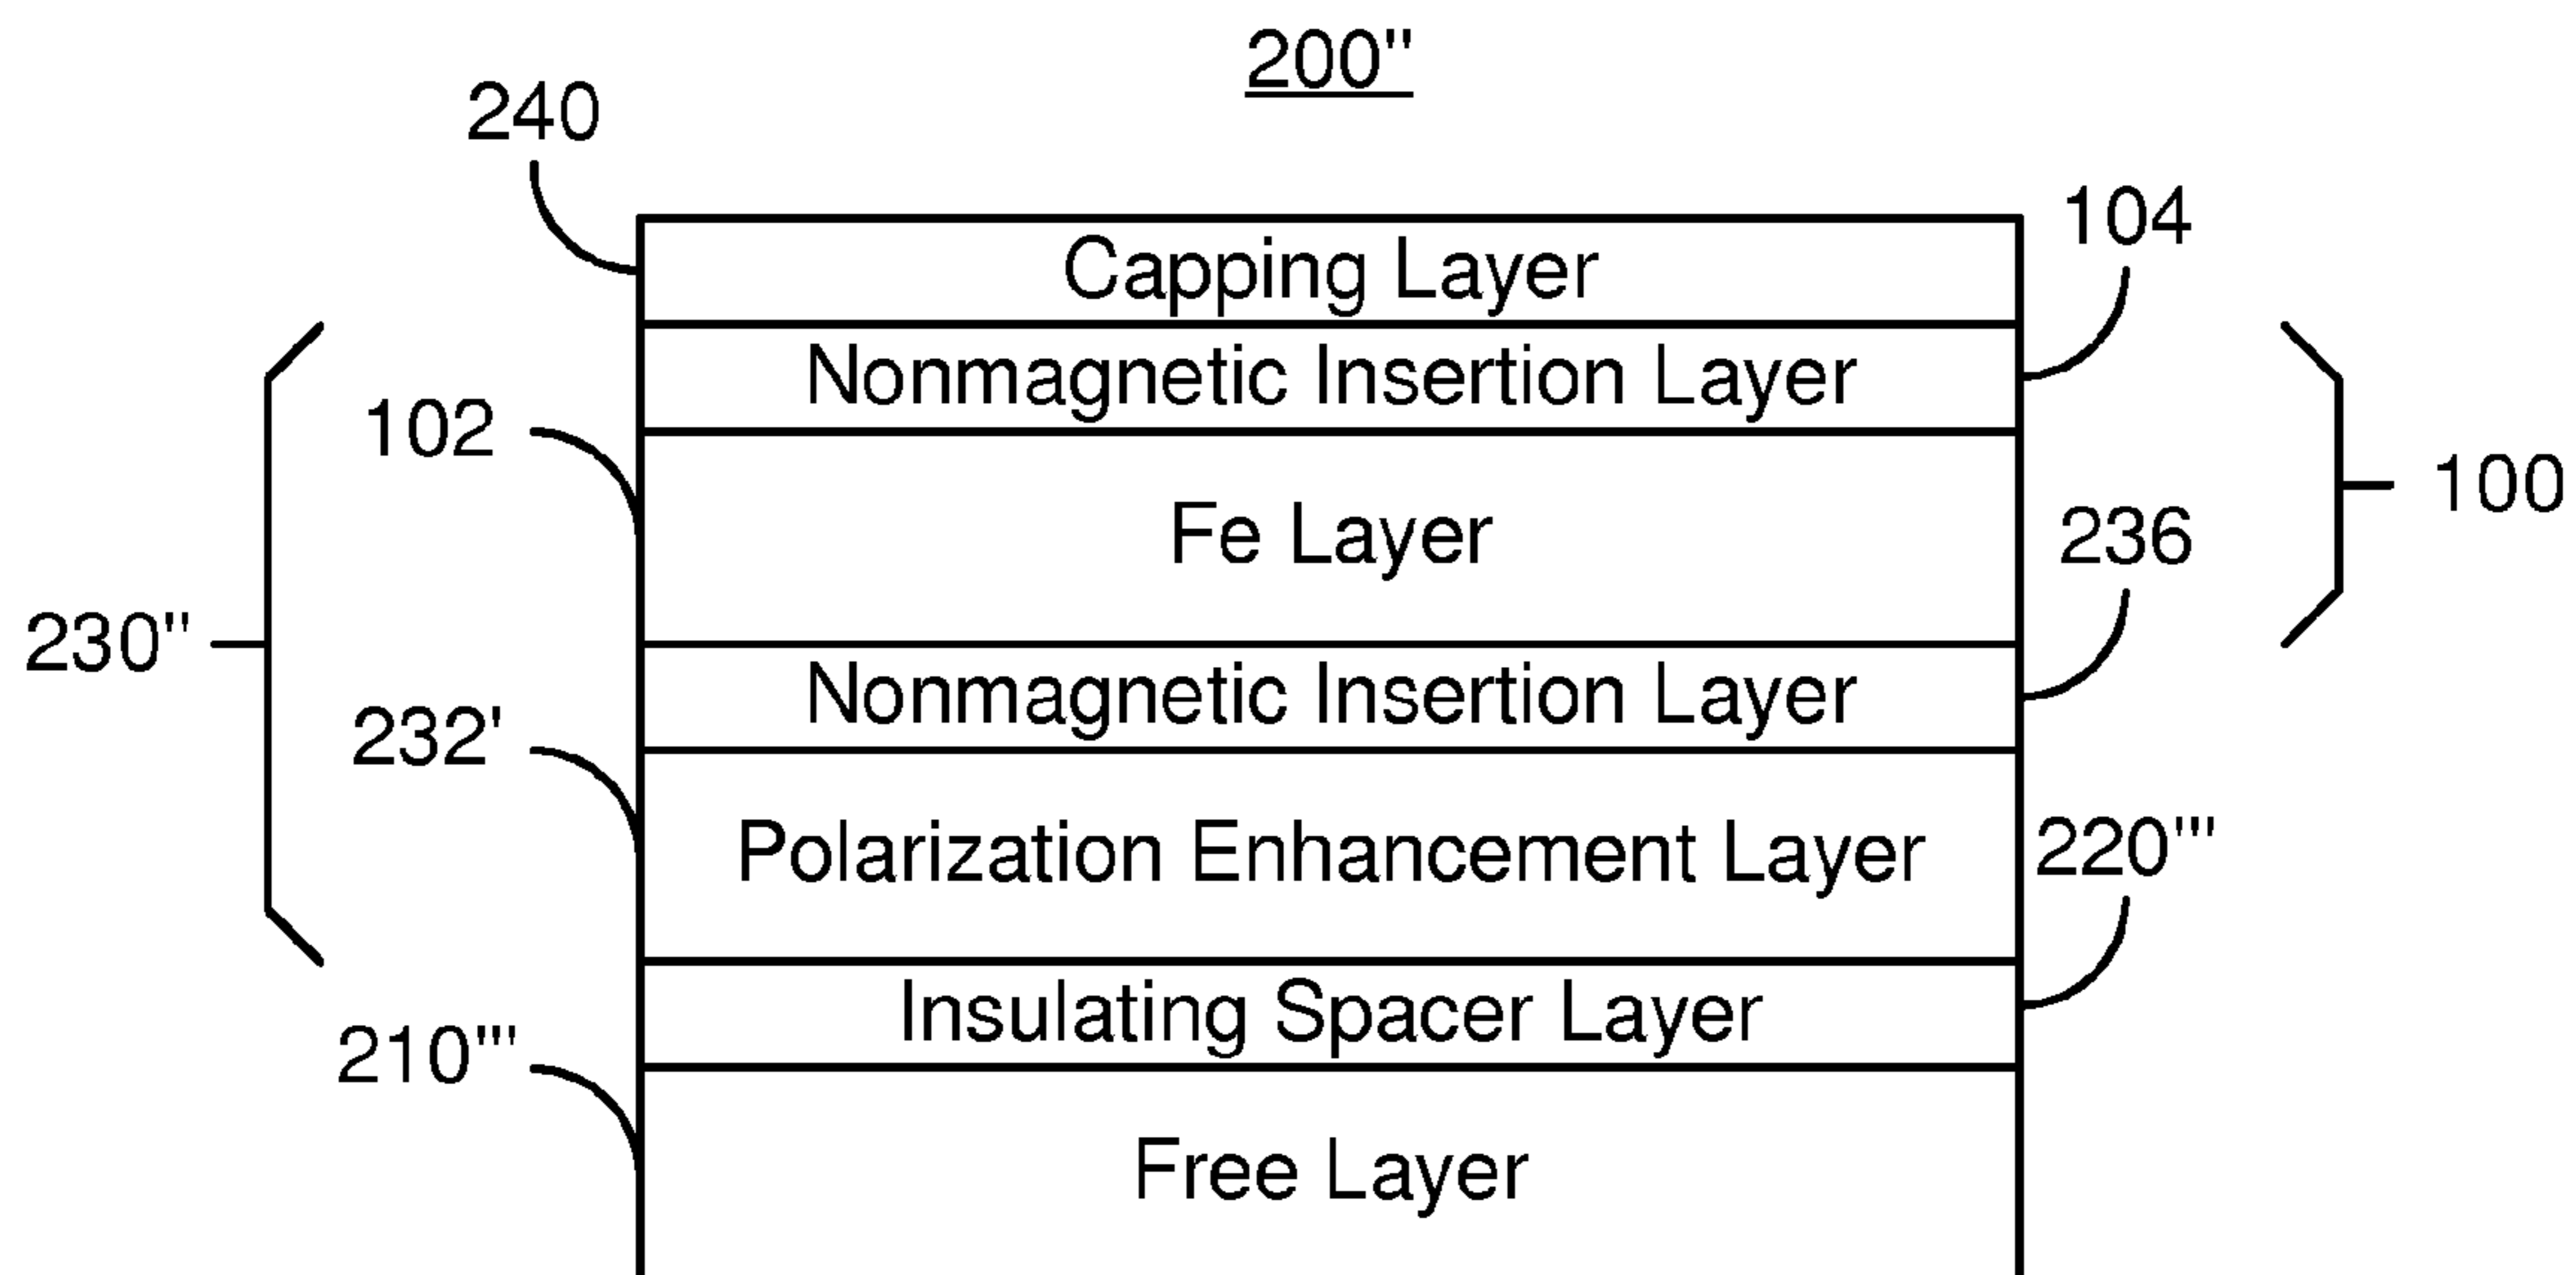 200"
240
Capping Layer
104
Nonmagnetic Insertion Layer
102
Fe Layer
100
236
230"
Nonmagnetic Insertion Layer
232'
Polarization Enhancement Layer
220'''
Insulating Spacer Layer
210'''
Free Layer